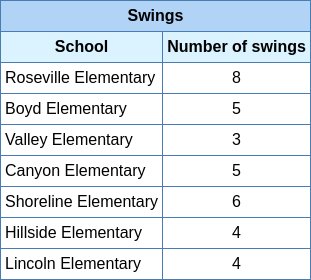 Swings
School Number of swings
Roseville Elementary 8
Boyd Elementary 5
Valley Elementary 3
Canyon Elementary 5
Shoreline Elementary 6
Hillside Elementary 4
Lincoln Elementary 4